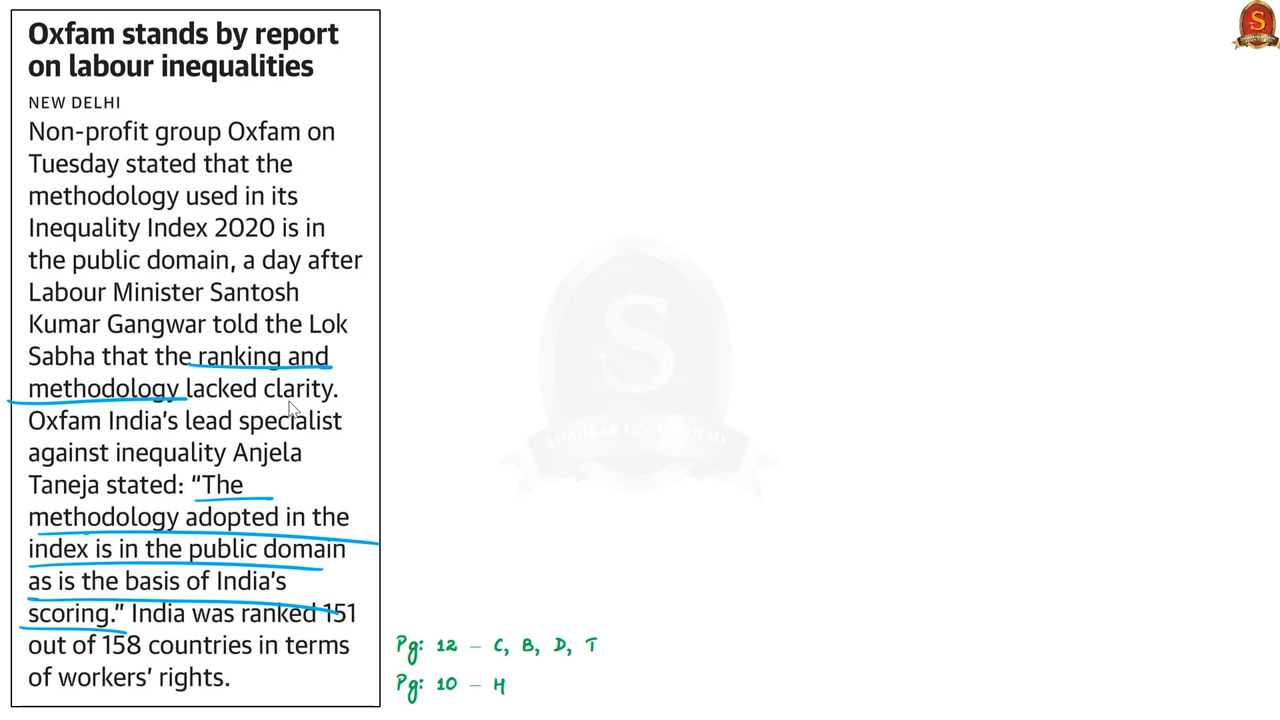 Oxfam stands by report
on labour inequalities
NEW DELHI
Non-profit group Oxfam on
Tuesday stated that the
methodology used in its
Inequality Index 2020 is in
the public domain, a day after
Labour Minister Santosh
Kumar Gangwar told the Lok
Sabha that the ranking and
methodology lacked clarity.
Oxfam India's lead specialist
against inequality Anjela
Taneja stated: “The
methodology adopted in the
index is in the public domain
as is the basis of India's
scoring.” India was ranked 151
out of 158 countries in terms
of workers' rights.
Pg: 12 – C, B, D, T
Pg: 10 – H
S
SHANKAR IAS ACADEMY
S